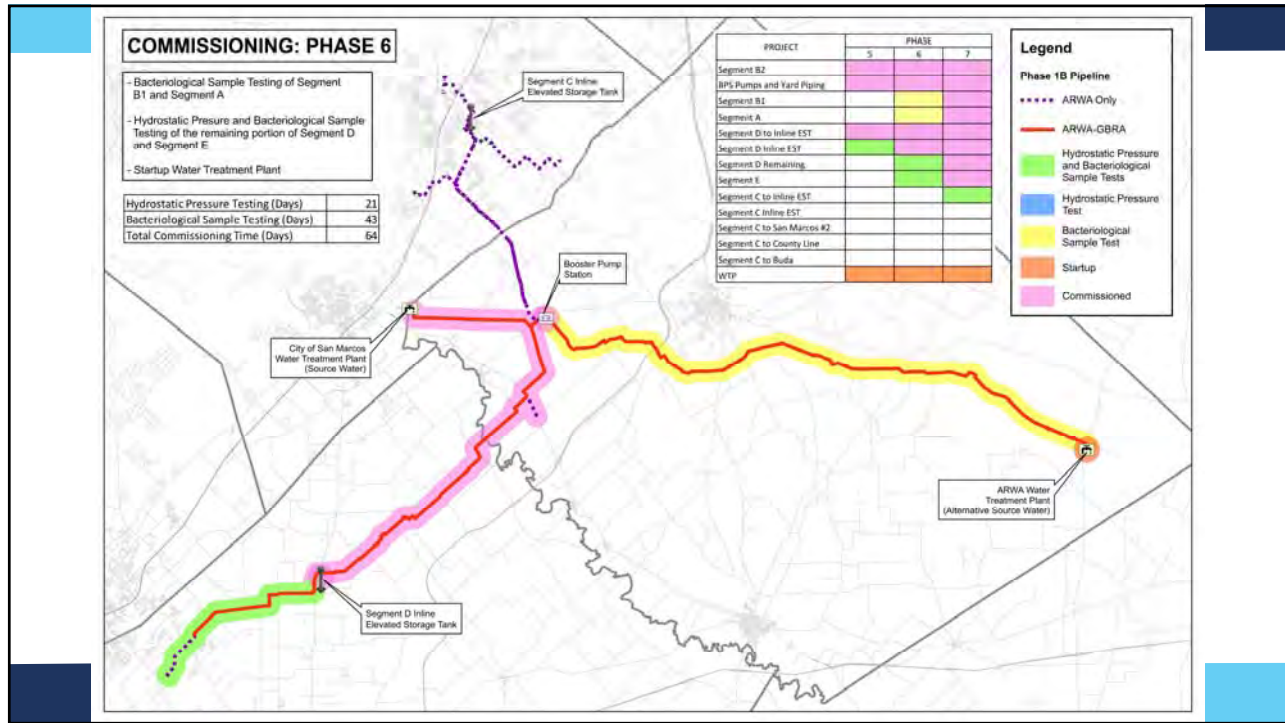 COMMISSIONING: PHASE 6
- Bacteriological Sample Testing of Segment
B1 and Segment A
- Hydrostatic Presure and Bacteriological Sample
Testing of the remaining portion of Segment D
and Segment E
- Startup Water Treatment Plant
Hydrostatic Pressure Testing (Days) 21
Bacteriological Sample Testing (Days) 43
Total Commissioning Time (Days) 64
Segment C Inline
Elevated Storage Tank
PROJECT PHASE
5 6 7
Segment B2
BPS Pumps and Yard Piping
Segment B1
Segment A
Segment D to Inline EST
Segment D Inline EST
Segment D Remaining
Segment E
Segment C to Inline EST
Segment C Inline EST
Segment C to San Marcos #2
Segment C to County Line
Segment C to Buda
WTP
Legend
Phase 1B Pipeline
ARWA Only
ARWA-GBRA
Hydrostatic Pressure
and Bacteriological
Sample Tests
Hydrostatic Pressure
Test
Bacteriological
Sample Test
Startup
Commissioned
Booster Pump
Station
City of San Marcos
Water Treatment Plant
(Source Water)
ARWA Water
Treatment Plant
(Alternative Source Water)
Segment D Inline
Elevated Storage Tank